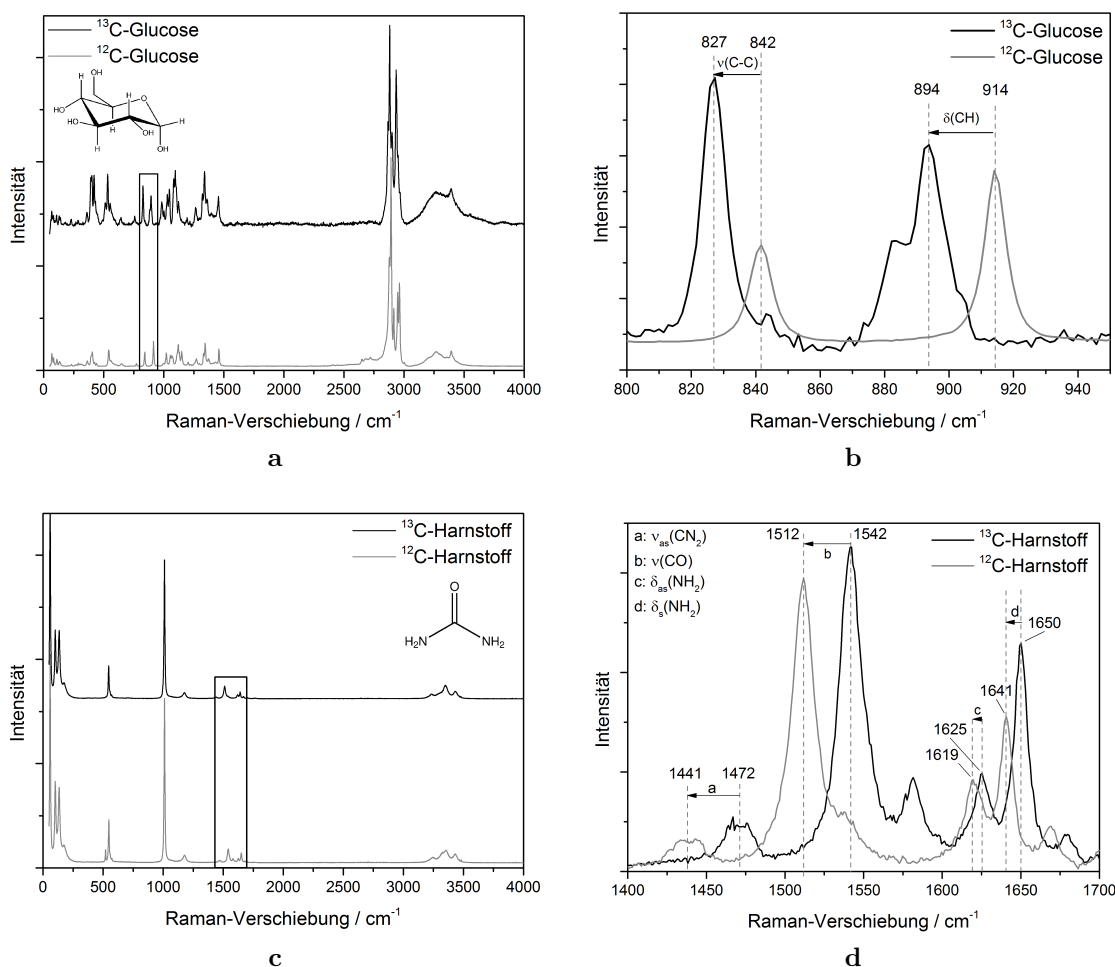 ¹³C-Glucose
¹²C-Glucose
OH
H
H
OH
O
HO
H
HO
H
OH
H
H
OH
Intensität
0
500
1000
1500
2000
2500
3000
3500
4000
Raman-Verschiebung / cm⁻¹
a
827
842
ν(C-C)
894
914
δ(CH)
¹³C-Glucose
¹²C-Glucose
Intensität
800
820
840
860
880
900
920
940
Raman-Verschiebung / cm⁻¹
b
¹³C-Harnstoff
¹²C-Harnstoff
O
H₂N
NH₂
Intensität
0
500
1000
1500
2000
2500
3000
3500
4000
Raman-Verschiebung / cm⁻¹
c
a: νas(CN₂)
b: ν(CO)
c: δas(NH₂)
d: δs(NH₂)
1512
1542
b
¹³C-Harnstoff
¹²C-Harnstoff
d
1650
1641
c
1625
1619
1441
1472
a
Intensität
1400
1450
1500
1550
1600
1650
1700
Raman-Verschiebung / cm⁻¹
d